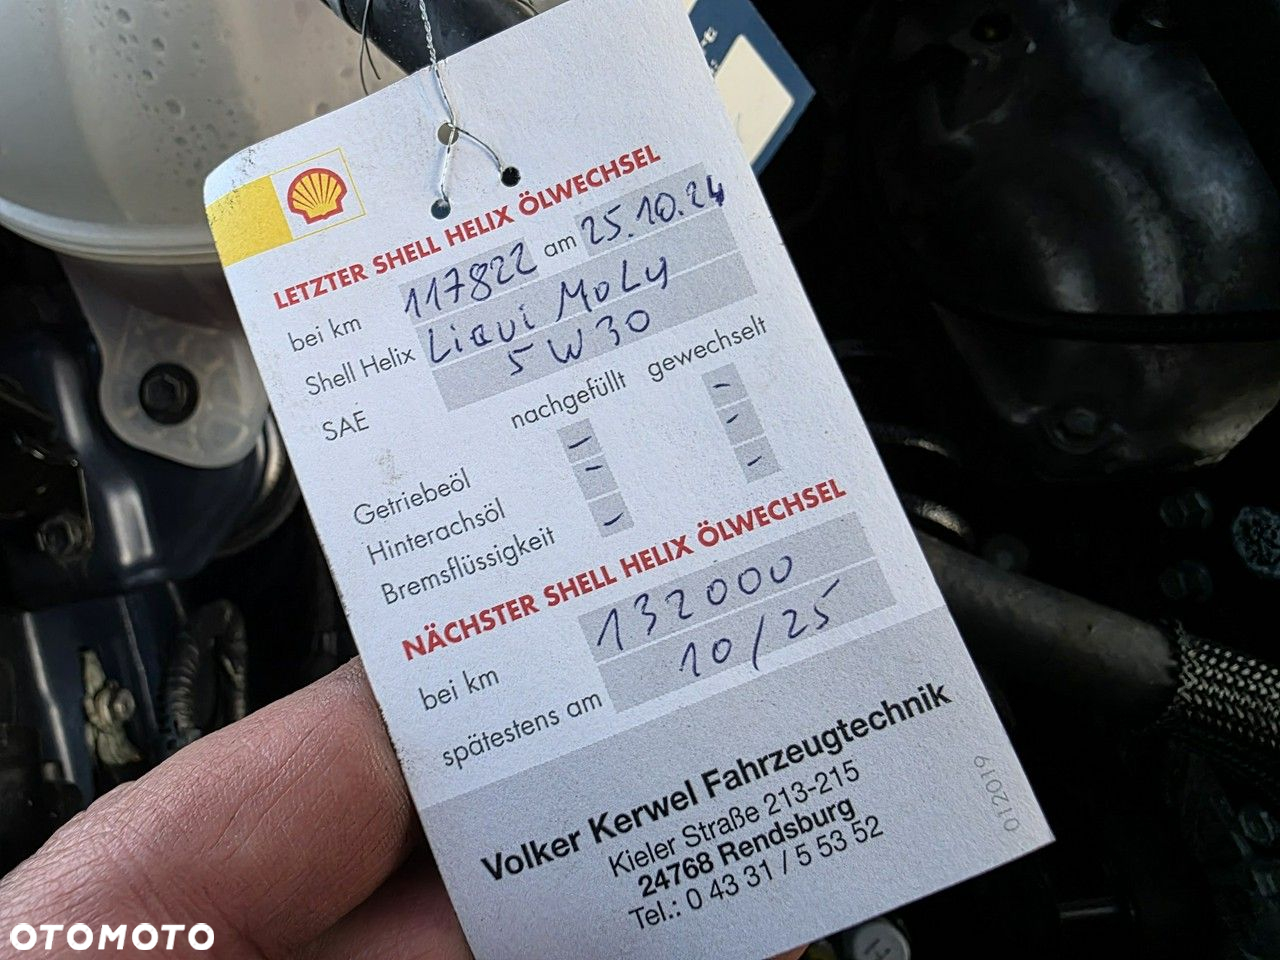 LETZTER SHELL HELIX ÖLWECHSEL
bei km 117822 am 25.10.24
Shell Helix Liqui MoLy
SAE 5W30
nachgefüllt gewechselt
Getriebeöl - -
Hinterachsöl - -
Bremsflüssigkeit - -
NÄCHSTER SHELL HELIX ÖLWECHSEL
bei km 132000
spätestens am 10/25
Volker Kerwel Fahrzeugtechnik
Kieler Straße 213-215
24768 Rendsburg
Tel.: 0 43 31 / 5 53 52
012019
OTOMOTO